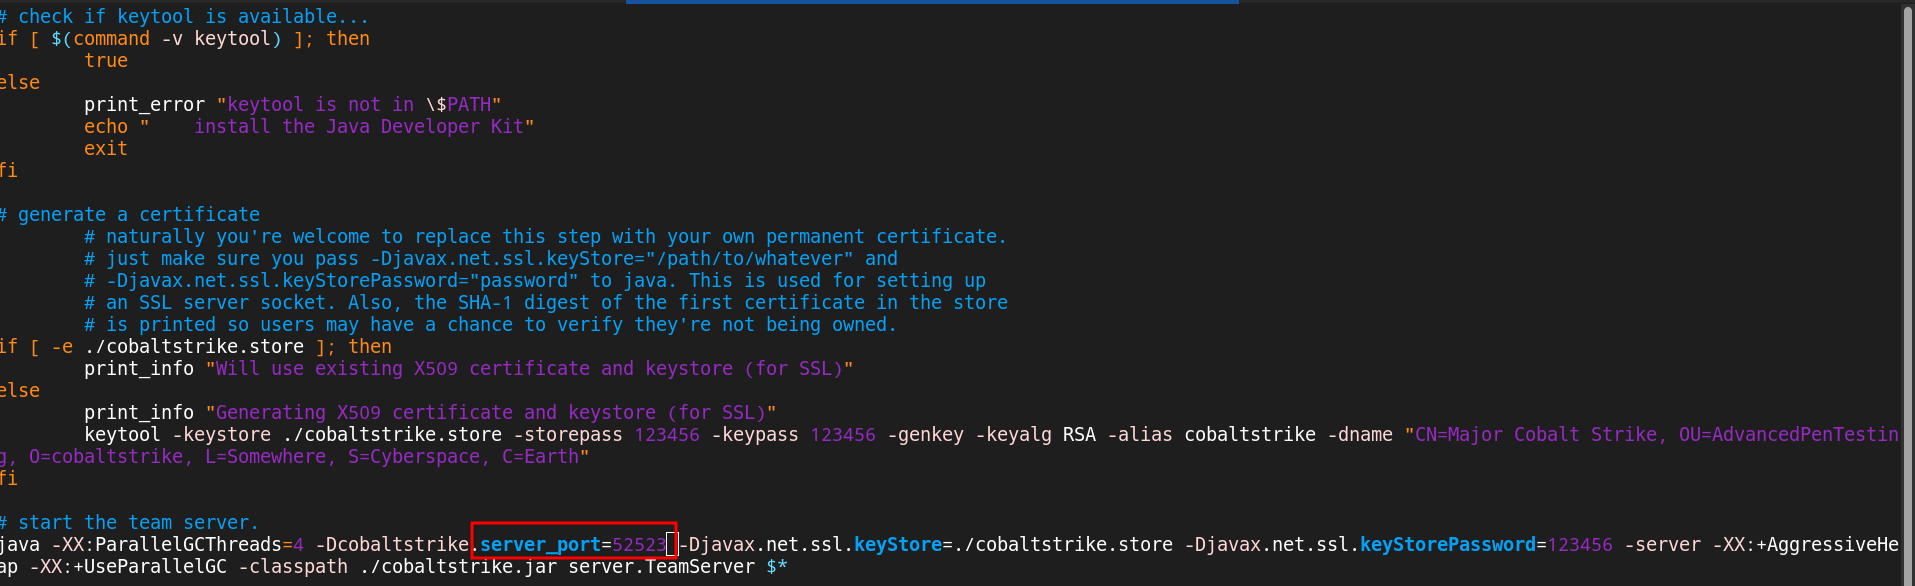 # check if keytool is available...
if [ $(command -v keytool) ]; then
        true
else
        print_error "keytool is not in \$PATH"
        echo "    install the Java Developer Kit"
        exit
fi

# generate a certificate
        # naturally you're welcome to replace this step with your own permanent certificate.
        # just make sure you pass -Djavax.net.ssl.keyStore="/path/to/whatever" and
        # -Djavax.net.ssl.keyStorePassword="password" to java. This is used for setting up
        # an SSL server socket. Also, the SHA-1 digest of the first certificate in the store
        # is printed so users may have a chance to verify they're not being owned.
if [ -e ./cobaltstrike.store ]; then
        print_info "Will use existing X509 certificate and keystore (for SSL)"
else
        print_info "Generating X509 certificate and keystore (for SSL)"
        keytool -keystore ./cobaltstrike.store -storepass 123456 -keypass 123456 -genkey -keyalg RSA -alias cobaltstrike -dname "CN=Major Cobalt Strike, OU=AdvancedPenTestin
g, O=cobaltstrike, L=Somewhere, S=Cyberspace, C=Earth"
fi

# start the team server.
java -XX:ParallelGCThreads=4 -Dcobaltstrike.server_port=52523 -Djavax.net.ssl.keyStore=./cobaltstrike.store -Djavax.net.ssl.keyStorePassword=123456 -server -XX:+AggressiveHe
ap -XX:+UseParallelGC -classpath ./cobaltstrike.jar server.TeamServer $*